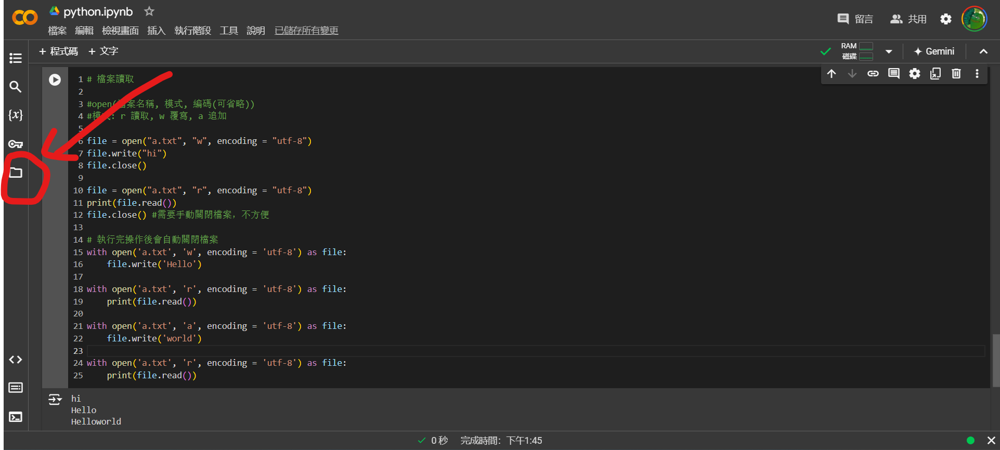 python.ipynb
檔案 編輯 檢視畫面 插入 執行階段 工具 說明 已儲存所有變更
留言 共用
+ 程式碼 + 文字
RAM
磁碟
Gemini
{x}
1 # 檔案讀取
2
3 #open(檔案名稱, 模式, 編碼(可省略))
4 #模式: r 讀取, w 覆寫, a 追加
5
6 file = open("a.txt", "w", encoding = "utf-8")
7 file.write("hi")
8 file.close()
9
10 file = open("a.txt", "r", encoding = "utf-8")
11 print(file.read())
12 file.close() #需要手動關閉檔案，不方便
13
14 # 執行完操作後會自動關閉檔案
15 with open('a.txt', 'w', encoding = 'utf-8') as file:
16 file.write('Hello')
17
18 with open('a.txt', 'r', encoding = 'utf-8') as file:
19 print(file.read())
20
21 with open('a.txt', 'a', encoding = 'utf-8') as file:
22 file.write('world')
23
24 with open('a.txt', 'r', encoding = 'utf-8') as file:
25 print(file.read())
hi
Hello
Helloworld
0 秒 完成時間：下午1:45